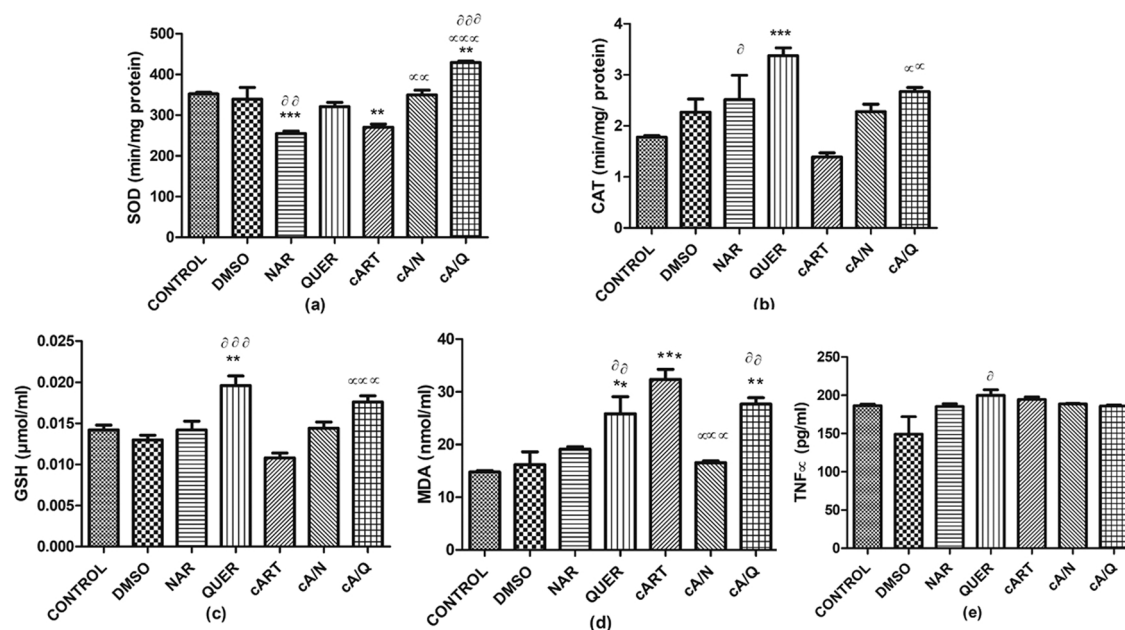 SOD (min/mg protein)
500
400
300
200
100
0
∂∂
***
**
∝∝
∂∂∂
∝∝∝
**
CONTROL
DMSO
NAR
QUER
cART
cA/N
cA/Q
(a)
CAT (min/mg/ protein)
4
3
2
1
0
∂
***
∝∝
CONTROL
DMSO
NAR
QUER
cART
cA/N
cA/Q
(b)
GSH (µmol/ml)
0.025
0.020
0.015
0.010
0.005
0.000
∂∂∂
**
∝∝∝
CONTROL
DMSO
NAR
QUER
cART
cA/N
cA/Q
(c)
MDA (nmol/ml)
40
30
20
10
0
∂∂
**
***
∝∝∝
∂∂
**
CONTROL
DMSO
NAR
QUER
cART
cA/N
cA/Q
(d)
TNF∝ (pg/ml)
250
200
150
100
50
0
∂
CONTROL
DMSO
NAR
QUER
cART
cA/N
cA/Q
(e)